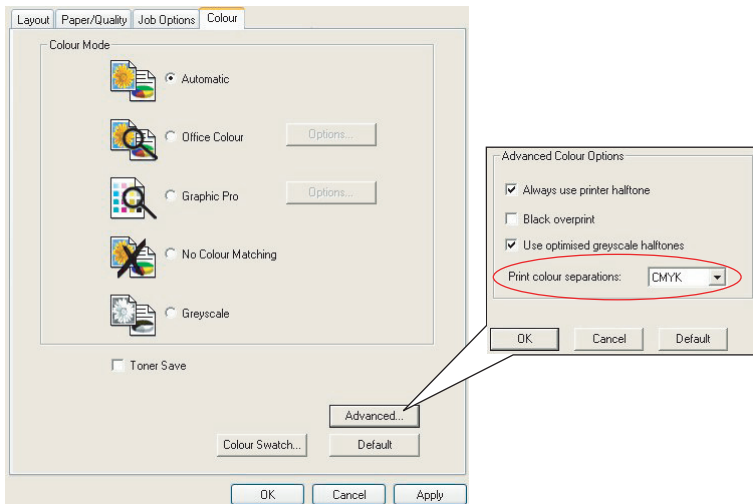 Layout Paper/Quality Job Options Colour
Colour Mode
Automatic
Office Colour Options...
Graphic Pro Options...
No Colour Matching
Greyscale
Toner Save
Advanced...
Colour Swatch... Default
OK Cancel Apply
Advanced Colour Options
Always use printer halftone
Black overprint
Use optimised greyscale halftones
Print colour separations: CMYK
OK Cancel Default